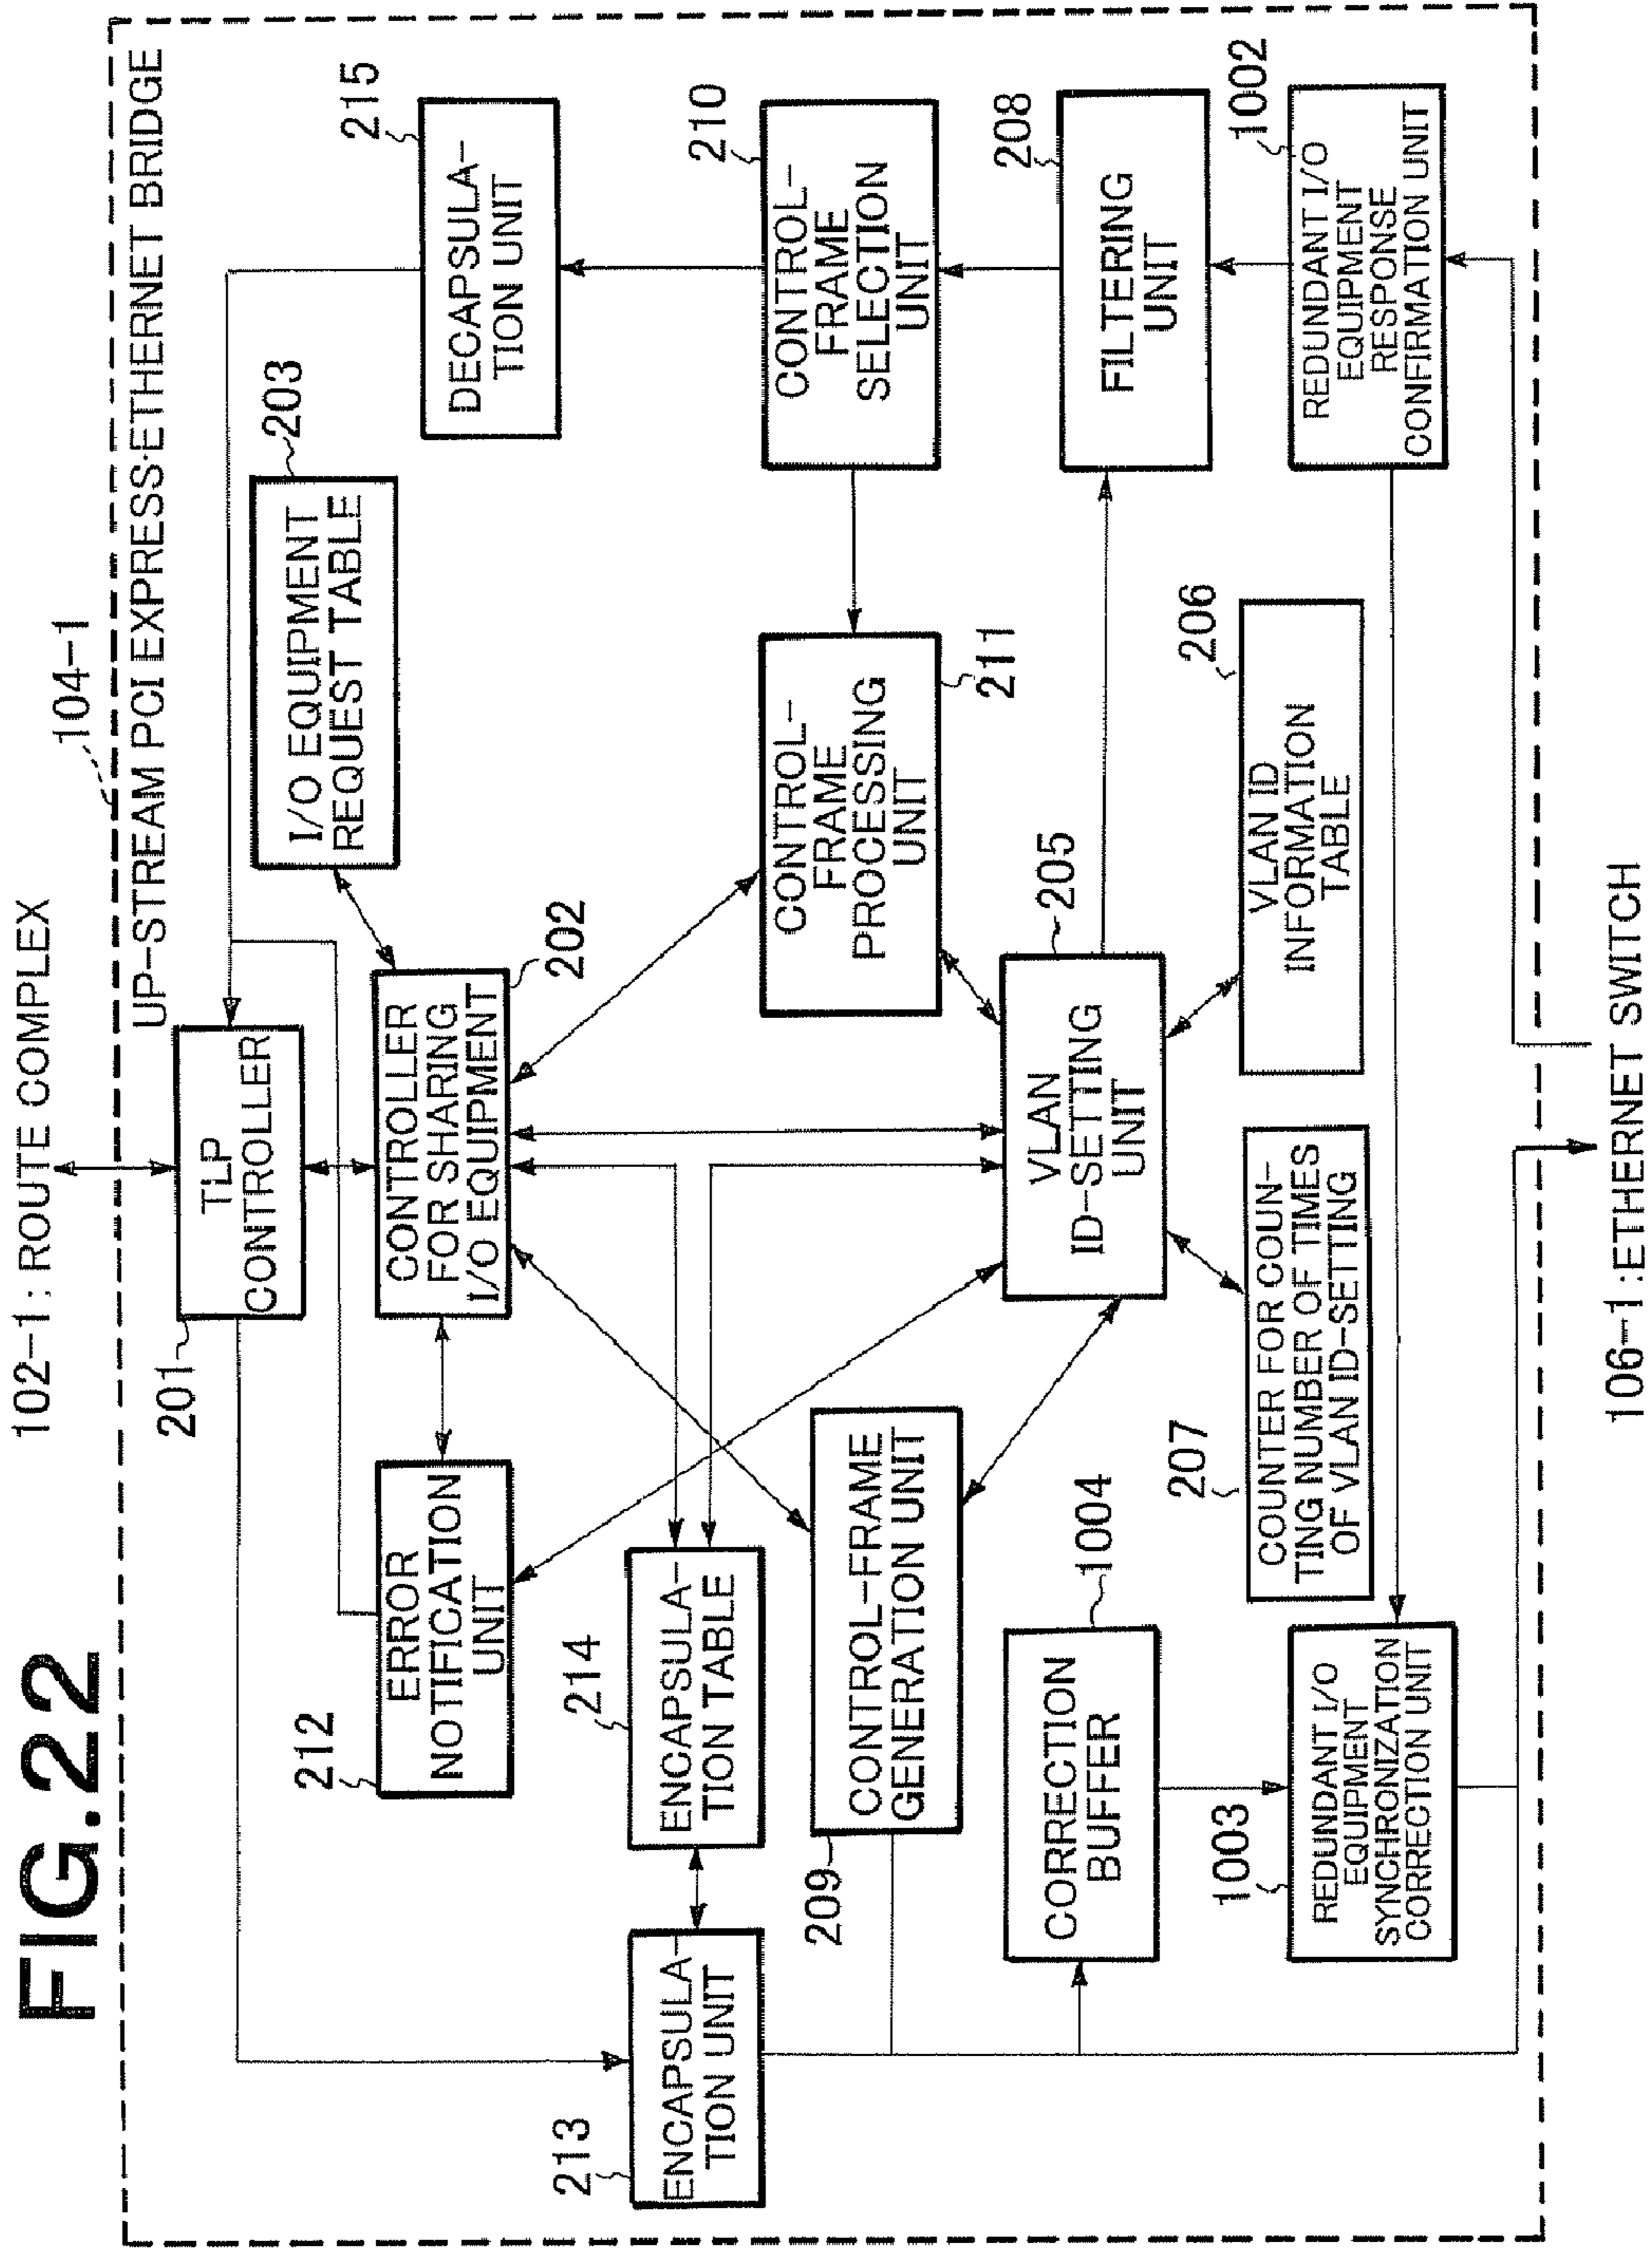 FIG.22
102-1: ROUTE COMPLEX
104-1
UP-STREAM PCI EXPRESS·ETHERNET BRIDGE
201
TLP
CONTROLLER
203
I/O EQUIPMENT
REQUEST TABLE
215
DECAPSULA-
TION UNIT
212
ERROR
NOTIFICATION
UNIT
202
CONTROLLER
FOR SHARING
I/O EQUIPMENT
213
ENCAPSULA-
TION UNIT
214
ENCAPSULA-
TION TABLE
211
CONTROL-
FRAME
PROCESSING
UNIT
210
CONTROL-
FRAME
SELECTION
UNIT
209
CONTROL-FRAME
GENERATION UNIT
205
VLAN
ID-SETTING
UNIT
208
FILTERING
UNIT
1004
CORRECTION
BUFFER
207
COUNTER FOR COUN-
TING NUMBER OF TIMES
OF VLAN ID-SETTING
206
VLAN ID
INFORMATION
TABLE
1003
REDUNDANT I/O
EQUIPMENT
SYNCHRONIZATION
CORRECTION UNIT
1002
REDUNDANT I/O
EQUIPMENT
RESPONSE
CONFIRMATION UNIT
106-1:ETHERNET SWITCH